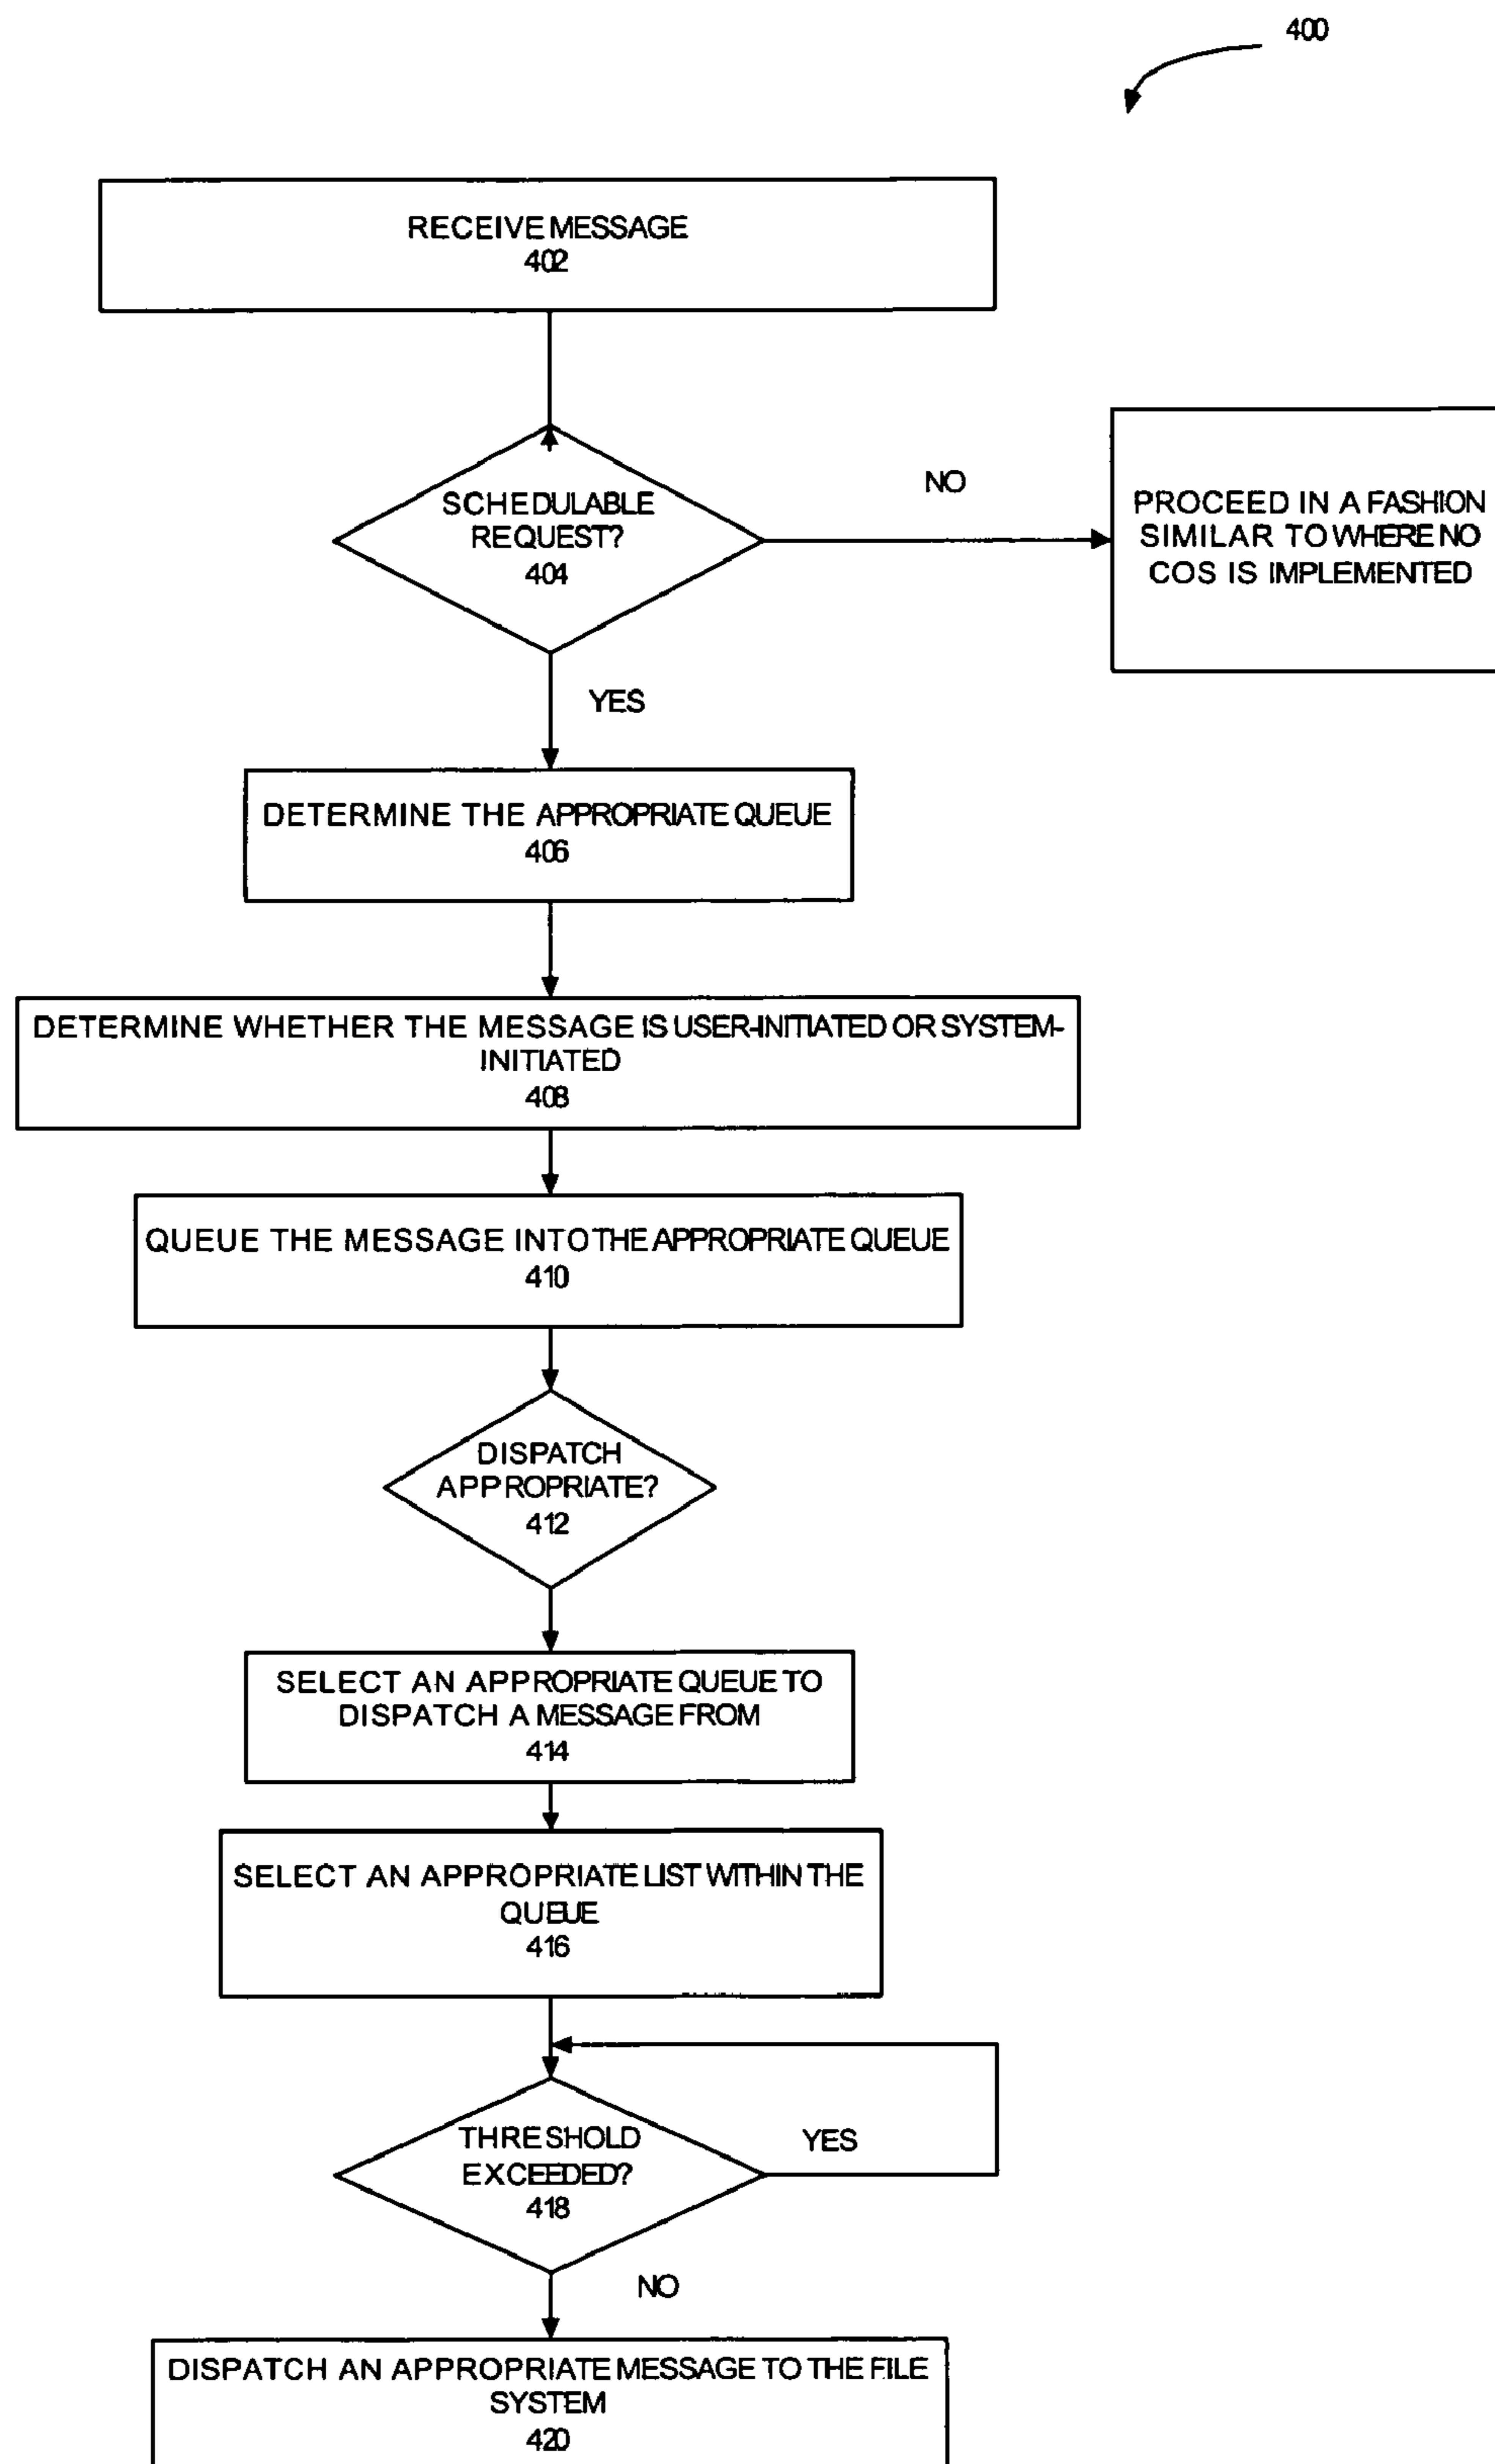 400
RECEIVE MESSAGE
402
SCHEDULABLE
REQUEST?
404
NO
PROCEED IN A FASHION
SIMILAR TO WHERE NO
COS IS IMPLEMENTED
YES
DETERMINE THE APPROPRIATE QUEUE
406
DETERMINE WHETHER THE MESSAGE IS USER-INITIATED OR SYSTEM-
INITIATED
408
QUEUE THE MESSAGE INTO THE APPROPRIATE QUEUE
410
DISPATCH
APPROPRIATE?
412
SELECT AN APPROPRIATE QUEUE TO
DISPATCH A MESSAGE FROM
414
SELECT AN APPROPRIATE LIST WITHIN THE
QUEUE
416
THRESHOLD
EXCEEDED?
418
YES
NO
DISPATCH AN APPROPRIATE MESSAGE TO THE FILE
SYSTEM
420